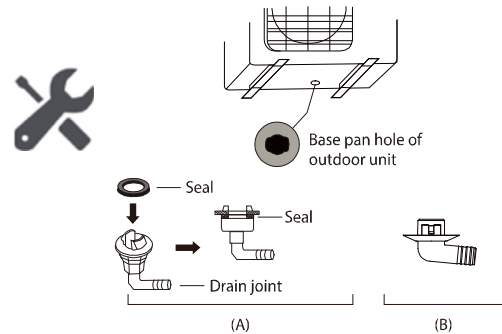 Base pan hole of
outdoor unit
Seal
Seal
Drain joint
(A)
(B)